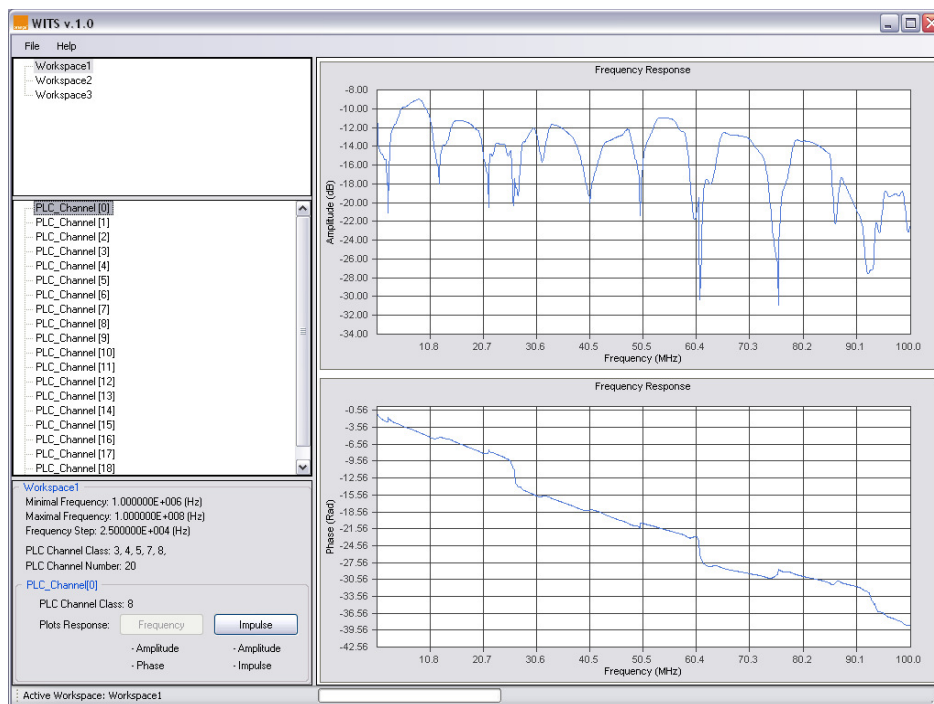 WITS v.1.0
File Help
Workspace1
Workspace2
Workspace3
PLC_Channel [0]
PLC_Channel [1]
PLC_Channel [2]
PLC_Channel [3]
PLC_Channel [4]
PLC_Channel [5]
PLC_Channel [6]
PLC_Channel [7]
PLC_Channel [8]
PLC_Channel [9]
PLC_Channel [10]
PLC_Channel [11]
PLC_Channel [12]
PLC_Channel [13]
PLC_Channel [14]
PLC_Channel [15]
PLC_Channel [16]
PLC_Channel [17]
PLC_Channel [18]
Workspace1
Minimal Frequency: 1.000000E+006 (Hz)
Maximal Frequency: 1.000000E+008 (Hz)
Frequency Step: 2.500000E+004 (Hz)
PLC Channel Class: 3, 4, 5, 7, 8,
PLC Channel Number: 20
PLC_Channel[0]
PLC Channel Class: 8
Plots Response: Frequency Impulse
- Amplitude - Amplitude
- Phase - Impulse
Frequency Response
Amplitude (dB)
-8.00
-10.00
-12.00
-14.00
-16.00
-18.00
-20.00
-22.00
-24.00
-26.00
-28.00
-30.00
-32.00
-34.00
10.8 20.7 30.6 40.5 50.5 60.4 70.3 80.2 90.1 100.0
Frequency (MHz)
Frequency Response
Phase (Rad)
-0.56
-3.56
-6.56
-9.56
-12.56
-15.56
-18.56
-21.56
-24.56
-27.56
-30.56
-33.56
-36.56
-39.56
-42.56
10.8 20.7 30.6 40.5 50.5 60.4 70.3 80.2 90.1 100.0
Frequency (MHz)
Active Workspace: Workspace1